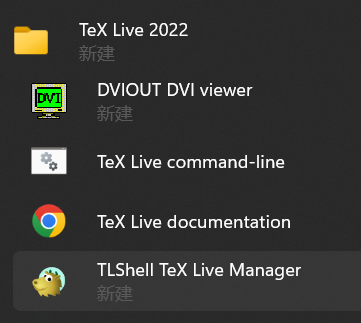 TeX Live 2022
新建
DVI
DVIOUT DVI viewer
新建
TeX Live command-line
TeX Live documentation
TLShell TeX Live Manager
新建